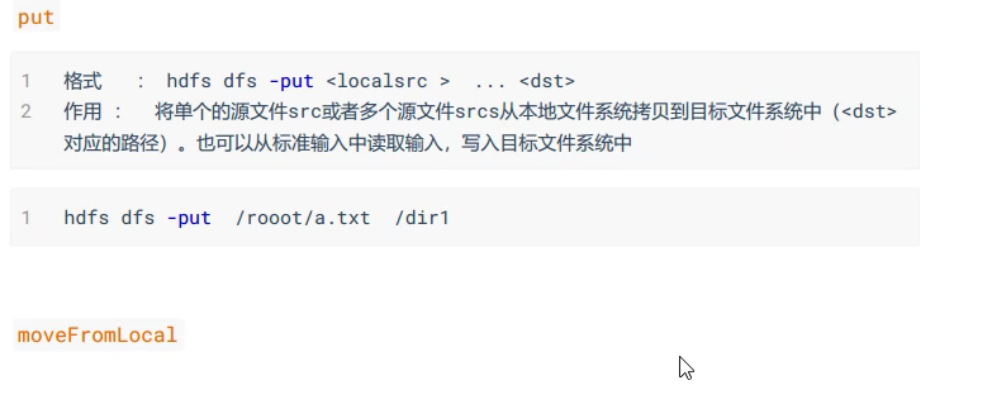 put
1 格式 : hdfs dfs -put <localsrc > ... <dst>
2 作用 : 将单个的源文件src或者多个源文件srcs从本地文件系统拷贝到目标文件系统中（<dst>
对应的路径）。也可以从标准输入中读取输入，写入目标文件系统中
1 hdfs dfs -put /rooot/a.txt /dir1
moveFromLocal